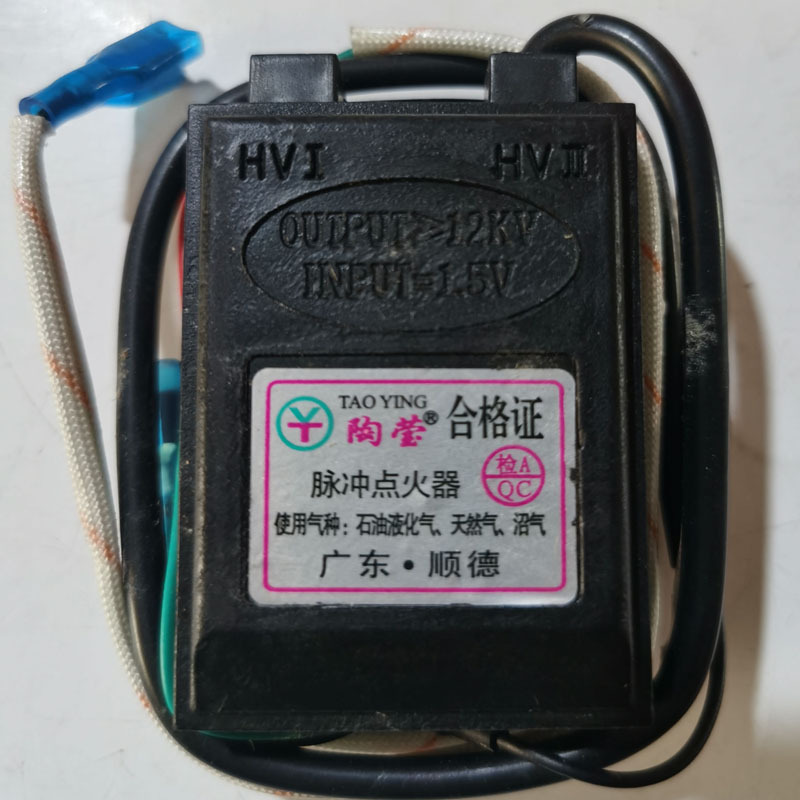 HVI HVIII
OUTPUT>12KV
INPUT=1.5V
TAO YING
陶莹® 合格证
检A
QC
脉冲点火器
使用气种：石油液化气、天然气、沼气
广东·顺德